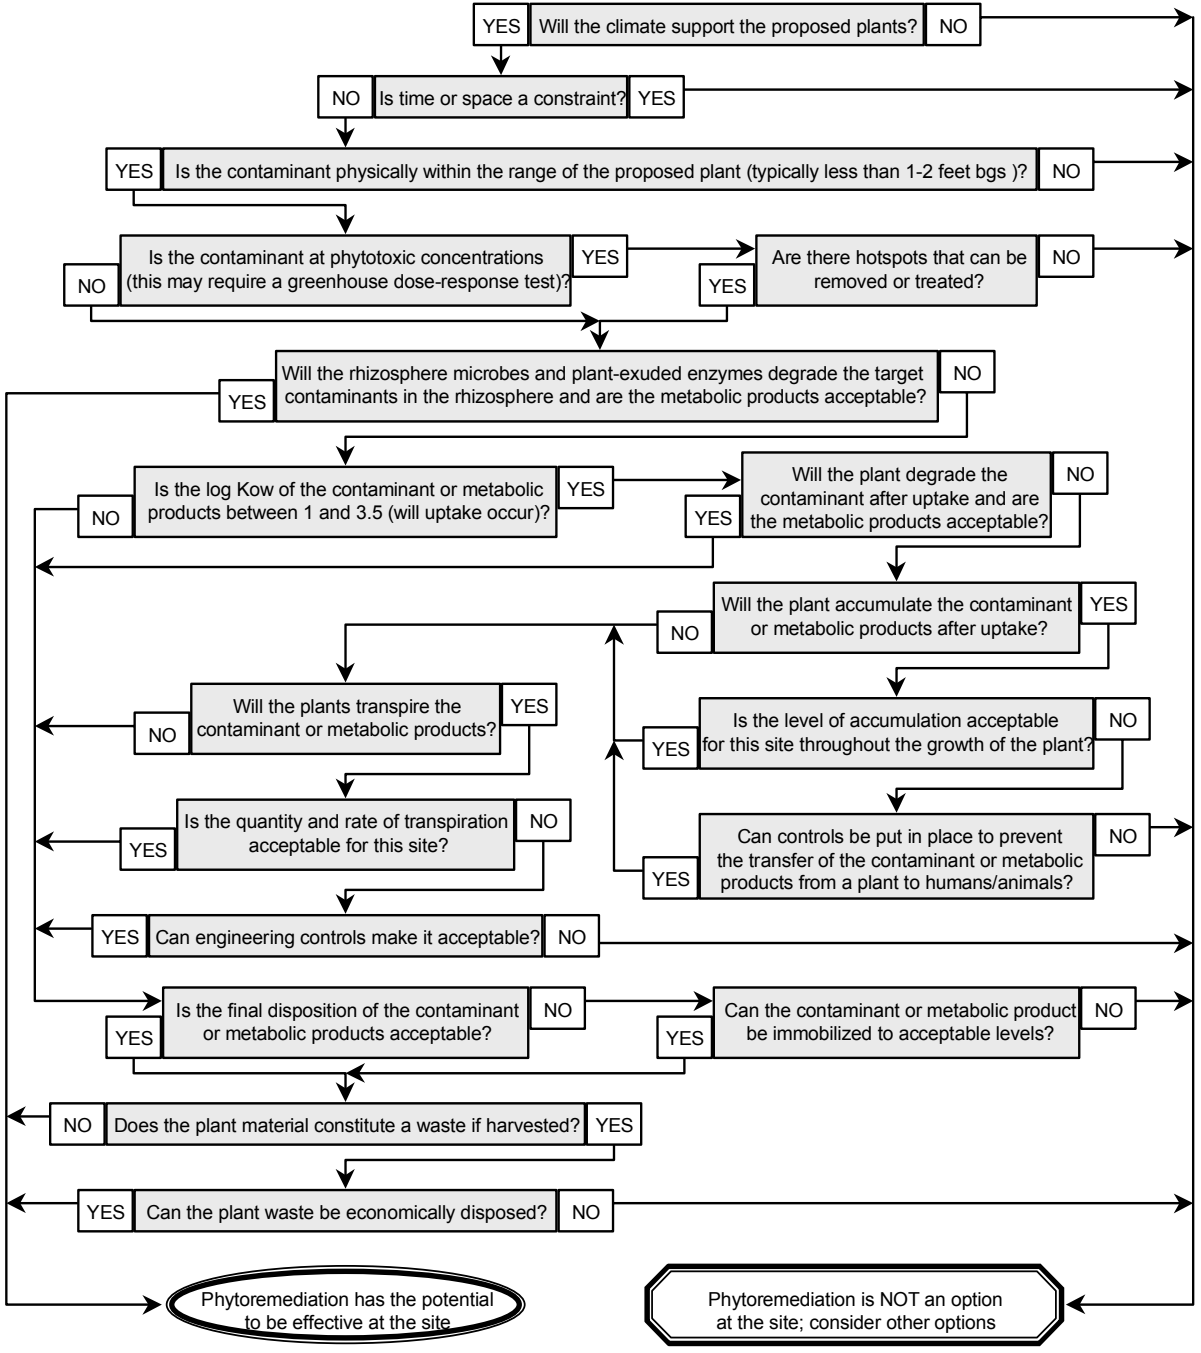 YES
Will the climate support the proposed plants?
NO
NO
Is time or space a constraint?
YES
YES
Is the contaminant physically within the range of the proposed plant (typically less than 1-2 feet bgs )?
NO
Is the contaminant at phytotoxic concentrations
(this may require a greenhouse dose-response test)?
YES
NO
Are there hotspots that can be
removed or treated?
NO
YES
Will the rhizosphere microbes and plant-exuded enzymes degrade the target
contaminants in the rhizosphere and are the metabolic products acceptable?
NO
YES
Is the log Kow of the contaminant or metabolic
products between 1 and 3.5 (will uptake occur)?
YES
NO
Will the plant degrade the
contaminant after uptake and are
the metabolic products acceptable?
NO
YES
Will the plant accumulate the contaminant
or metabolic products after uptake?
YES
NO
Will the plants transpire the
contaminant or metabolic products?
YES
NO
Is the level of accumulation acceptable
for this site throughout the growth of the plant?
NO
YES
Is the quantity and rate of transpiration
acceptable for this site?
NO
YES
Can controls be put in place to prevent
the transfer of the contaminant or metabolic
products from a plant to humans/animals?
NO
YES
YES
Can engineering controls make it acceptable?
NO
Is the final disposition of the contaminant
or metabolic products acceptable?
NO
YES
Can the contaminant or metabolic product
be immobilized to acceptable levels?
NO
YES
NO
Does the plant material constitute a waste if harvested?
YES
YES
Can the plant waste be economically disposed?
NO
Phytoremediation has the potential
to be effective at the site
Phytoremediation is NOT an option
at the site; consider other options